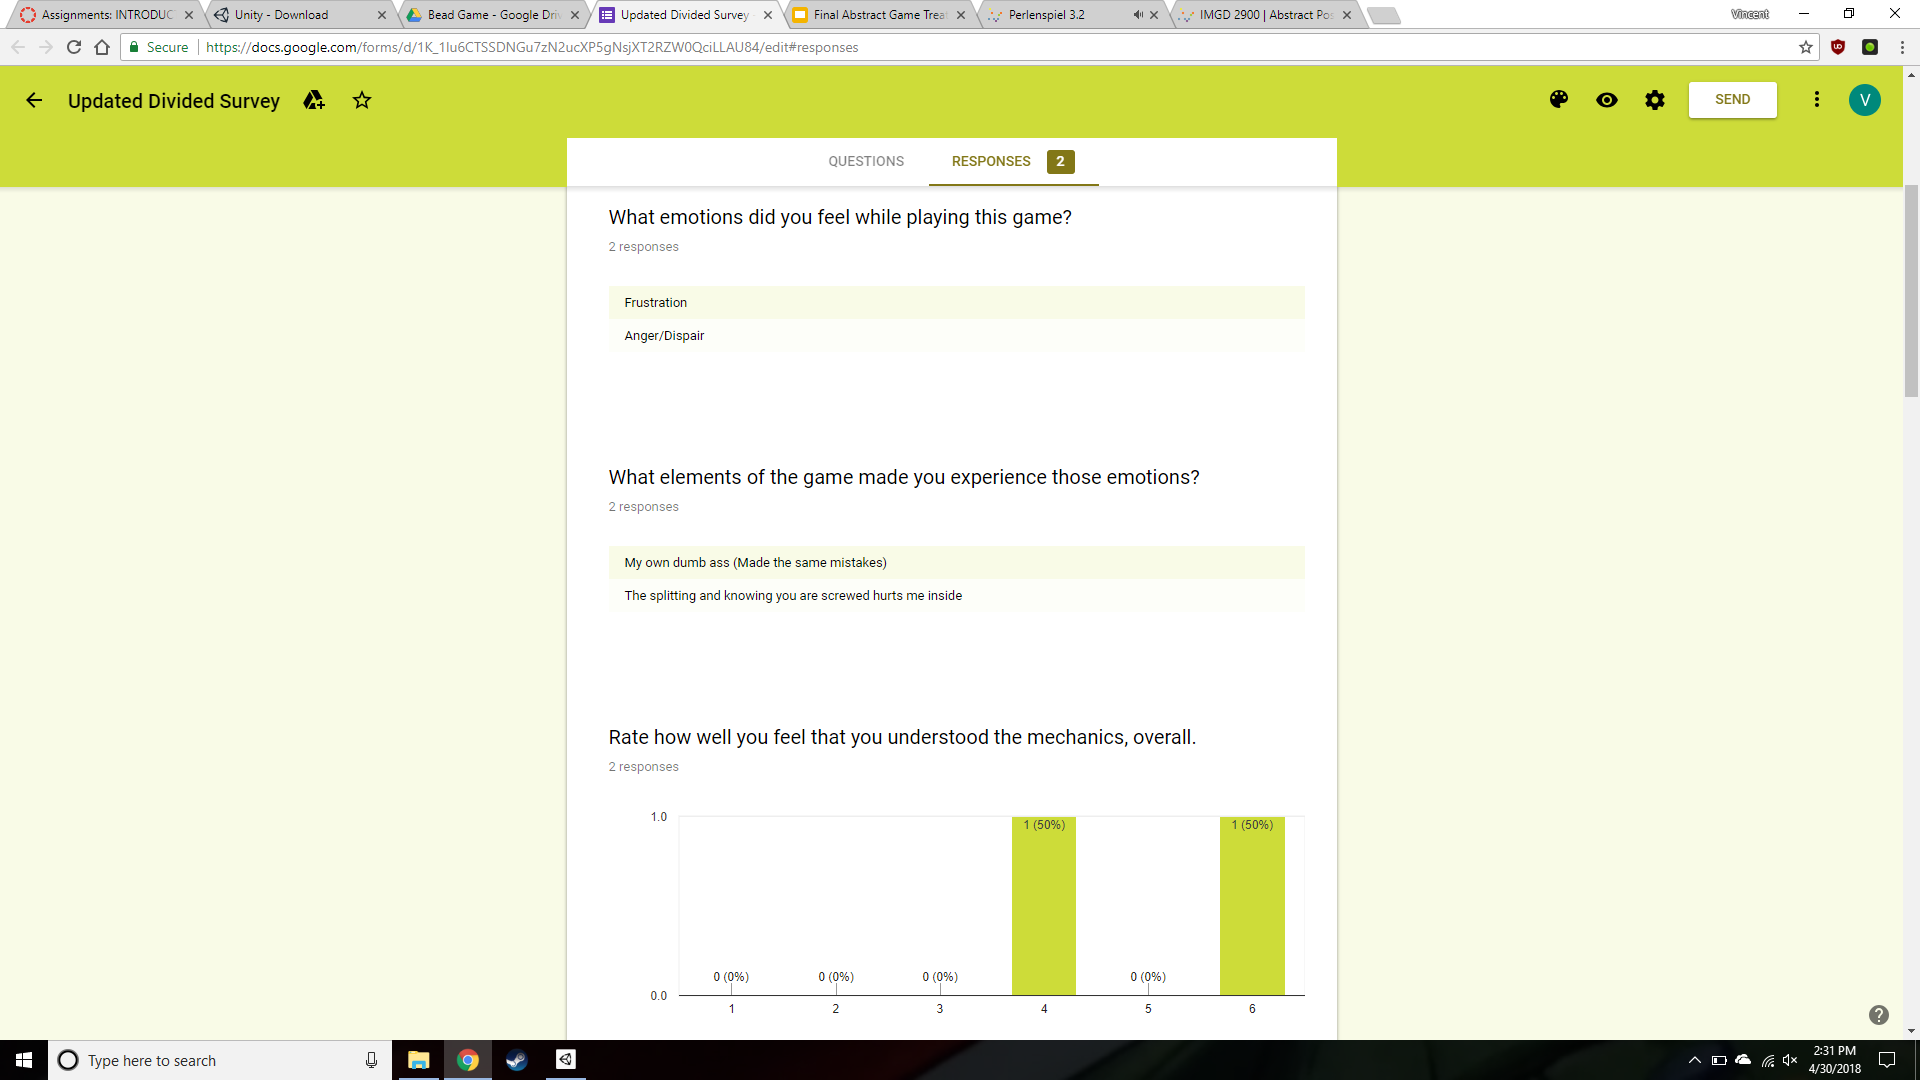 Assignments: INTRODUC
Unity - Download
Bead Game - Google Driv
Updated Divided Survey
Final Abstract Game Trea
Perlenspiel 3.2
IMGD 2900 | Abstract Pos
Vincent
Secure
https://docs.google.com/forms/d/1K_1Iu6CTSSDNGu7zN2ucXP5gNsjXT2RZW0QciLLAU84/edit#responses
Updated Divided Survey
SEND
V
QUESTIONS
RESPONSES 2
What emotions did you feel while playing this game?
2 responses
Frustration
Anger/Dispair
What elements of the game made you experience those emotions?
2 responses
My own dumb ass (Made the same mistakes)
The splitting and knowing you are screwed hurts me inside
Rate how well you feel that you understood the mechanics, overall.
2 responses
1.0
1 (50%) 1 (50%)
0 (0%) 0 (0%) 0 (0%) 0 (0%)
0.0
1 2 3 4 5 6
Type here to search
2:31 PM
4/30/2018